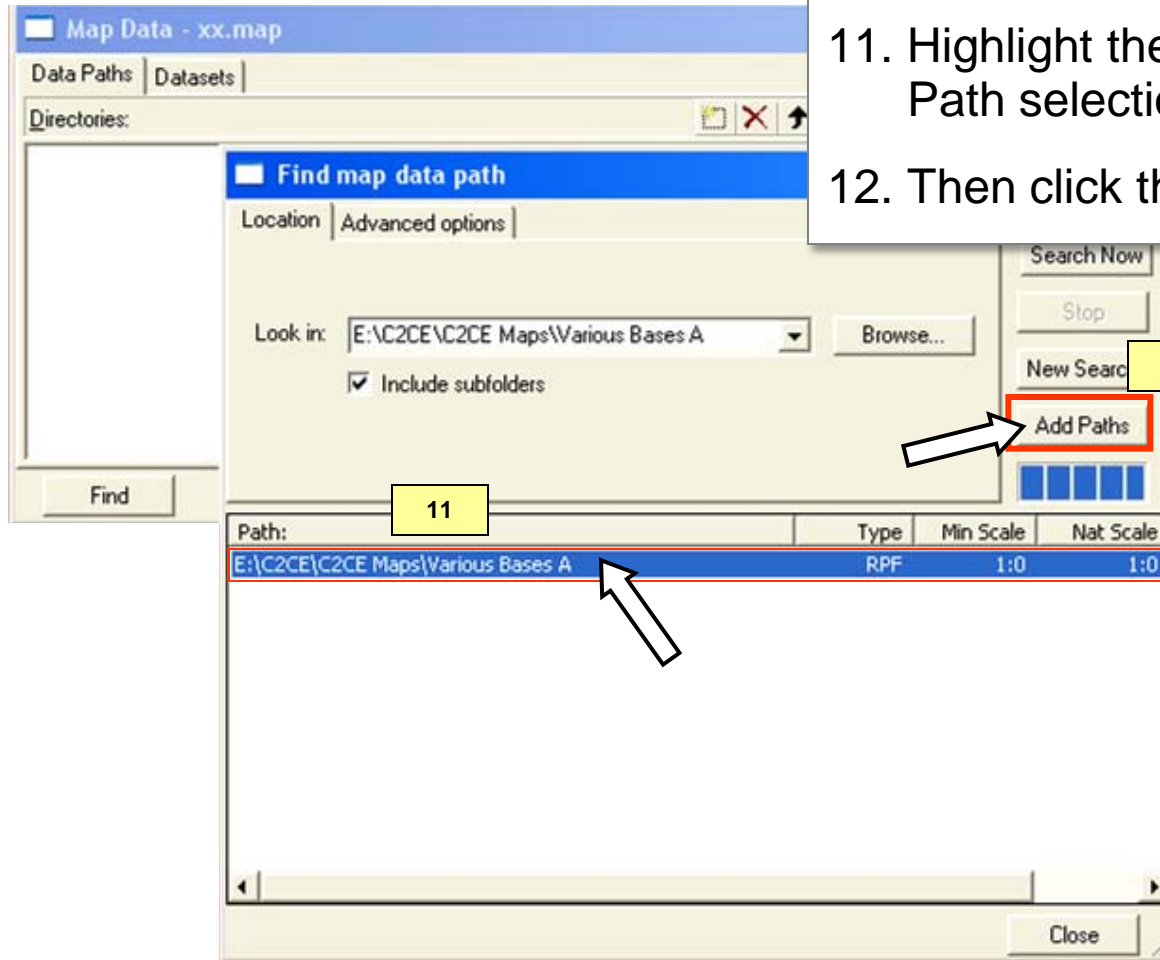 Map Data - xx.map
Data Paths Datasets
Directories:
11. Highlight the
Path selectio
12. Then click th
Find map data path
Location Advanced options
Search Now
Look in: E:\C2CE\C2CE Maps\Various Bases A Browse... Stop
Include subfolders
New Searc
Add Paths
Find
11
Path: Type Min Scale Nat Scale
E:\C2CE\C2CE Maps\Various Bases A RPF 1:0 1:0
Close